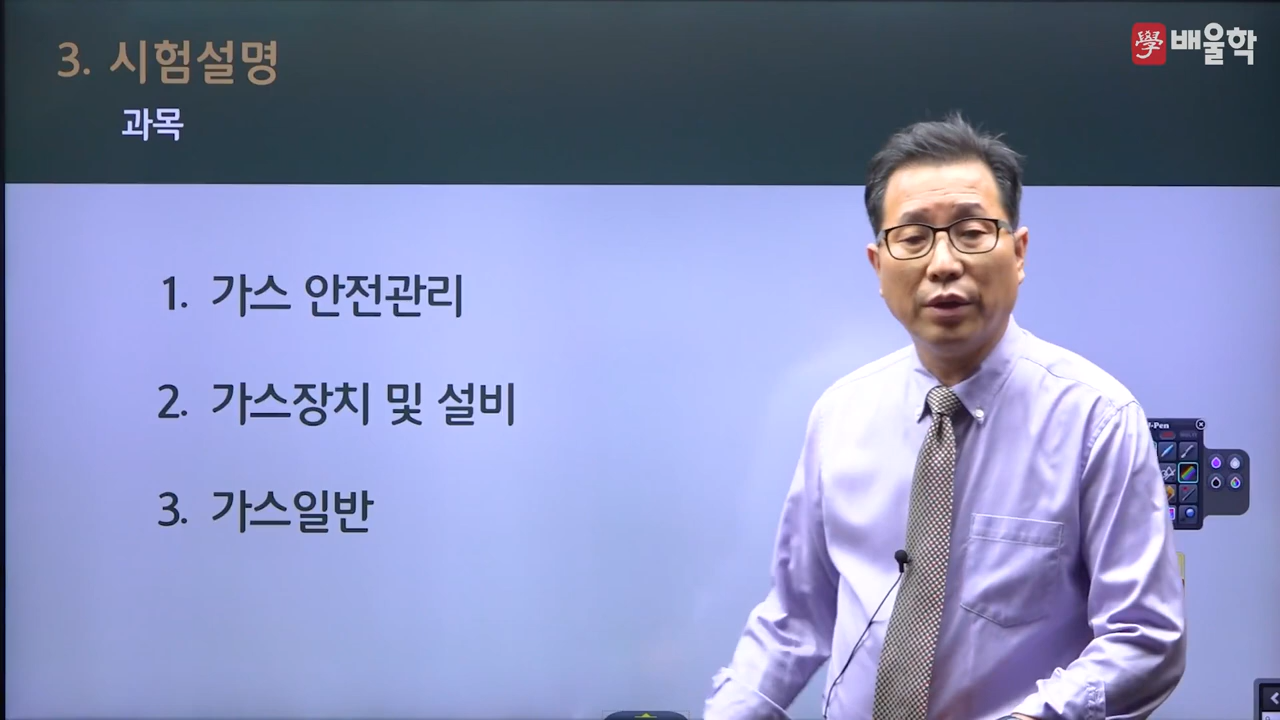 3. 시험설명
과목
學 배울학
1. 가스 안전관리
2. 가스장치 및 설비
3. 가스일반